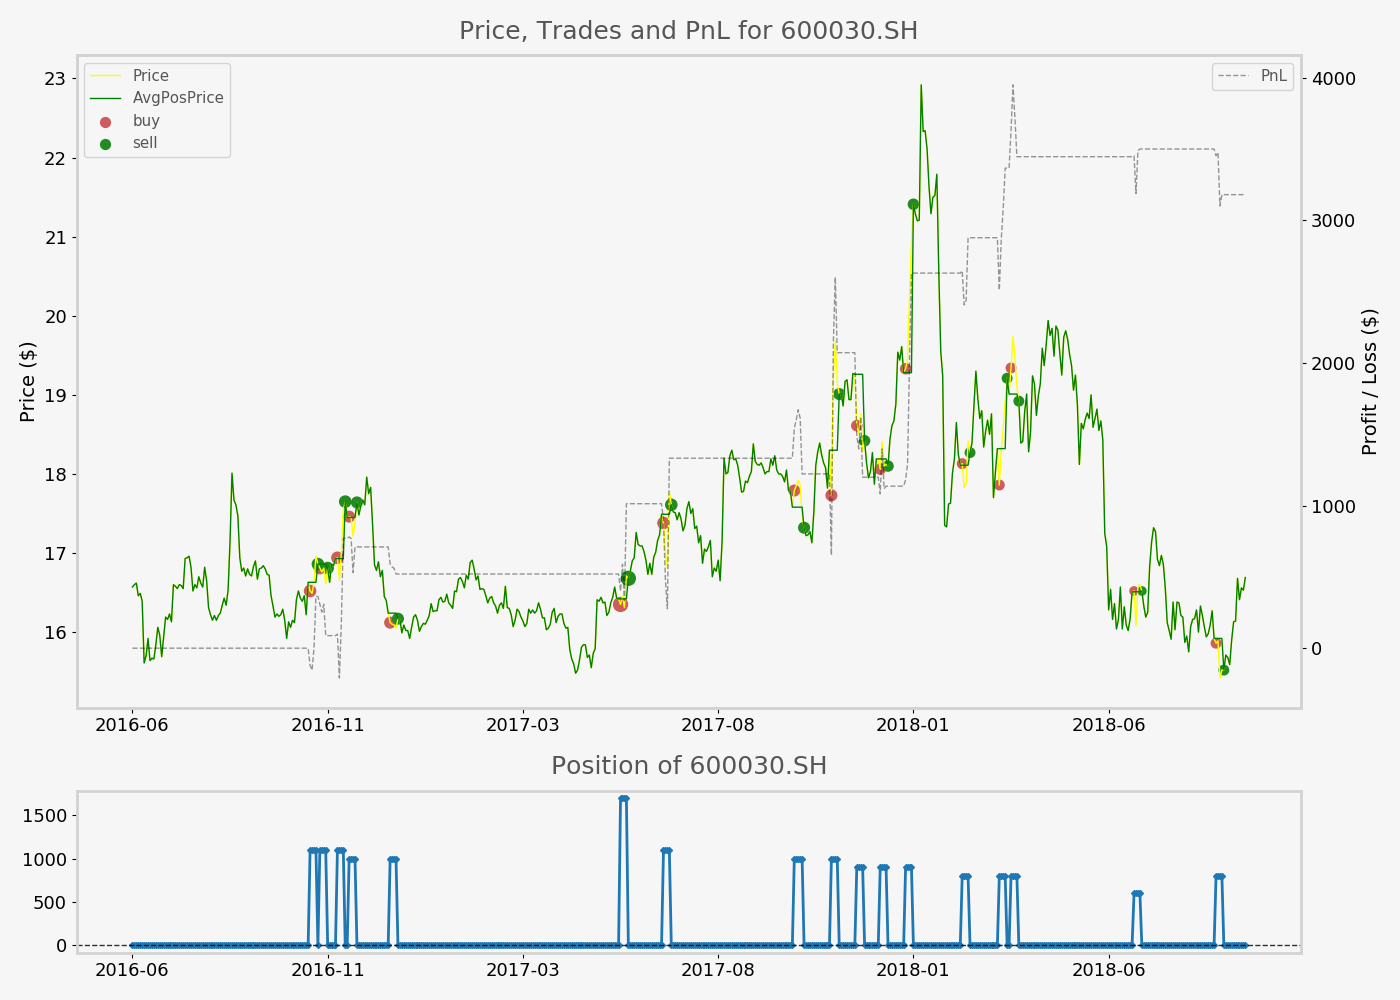 Price, Trades and PnL for 600030.SH
Price
AvgPosPrice
buy
sell
PnL
23
22
21
20
19
18
17
16
Price ($)
4000
3000
2000
1000
0
Profit / Loss ($)
2016-06 2016-11 2017-03 2017-08 2018-01 2018-06
Position of 600030.SH
1500
1000
500
0
2016-06 2016-11 2017-03 2017-08 2018-01 2018-06